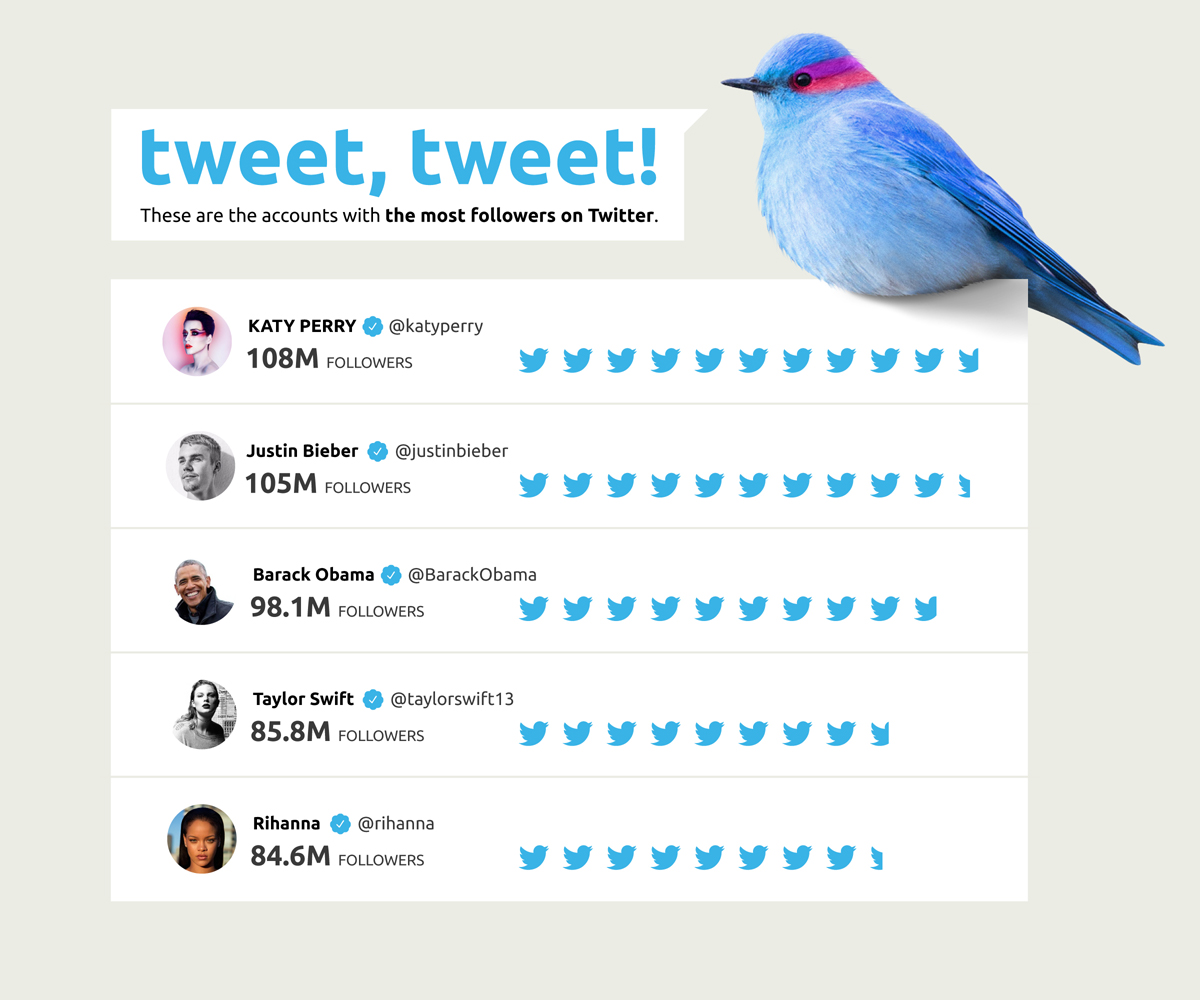 tweet, tweet!
These are the accounts with the most followers on Twitter.
KATY PERRY @katyperry
108M FOLLOWERS
Justin Bieber @justinbieber
105M FOLLOWERS
Barack Obama @BarackObama
98.1M FOLLOWERS
Taylor Swift @taylorswift13
85.8M FOLLOWERS
Rihanna @rihanna
84.6M FOLLOWERS